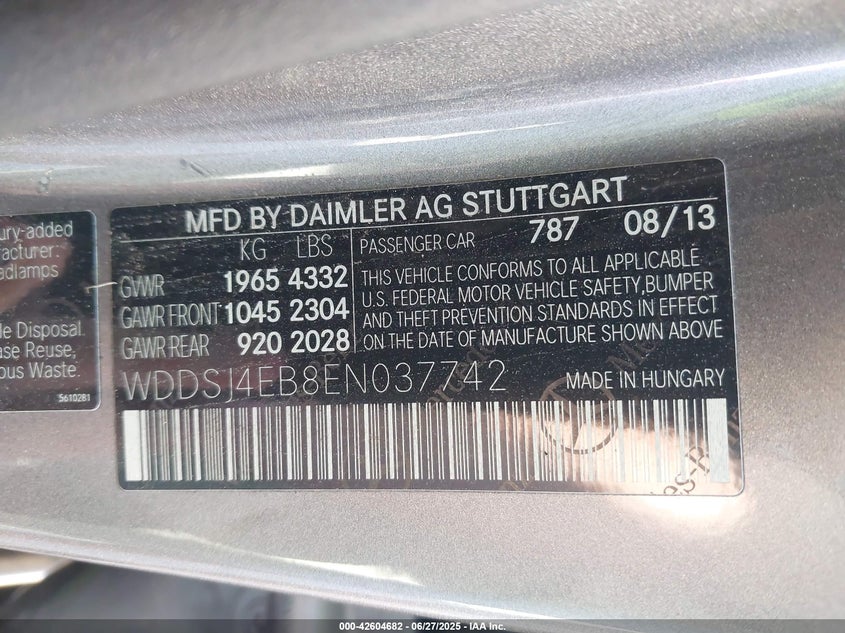 MFD BY DAIMLER AG STUTTGART
KG LBS
PASSENGER CAR 787 08/13
GVWR 1965 4332
GAWR FRONT 1045 2304
GAWR REAR 920 2028
THIS VEHICLE CONFORMS TO ALL APPLICABLE
U.S. FEDERAL MOTOR VEHICLE SAFETY,BUMPER
AND THEFT PREVENTION STANDARDS IN EFFECT
ON THE DATE OF MANUFACTURE SHOWN ABOVE
WDDSJ4EB8EN037742
MADE IN HUNGARY
ury-added
acturer:
adlamps
le Disposal.
ase Reuse,
ous Waste.
5610281
000-42604682 - 06/27/2025 - IAA Inc.